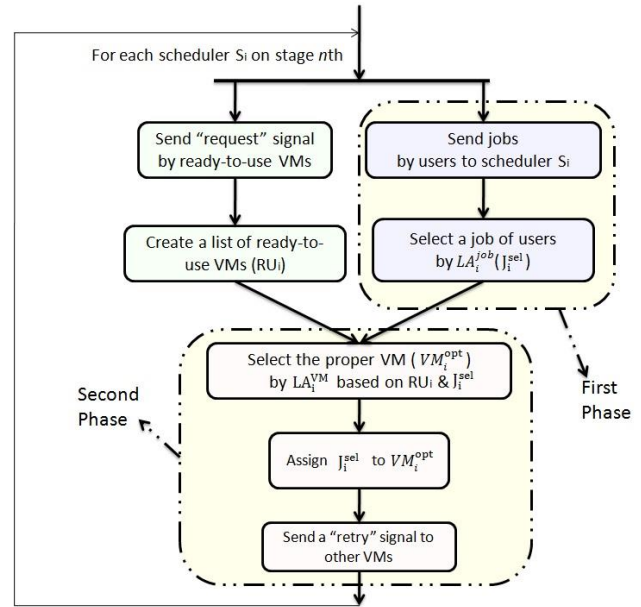 For each scheduler Si on stage nth
Send “request” signal
by ready-to-use VMs
Send jobs
by users to scheduler Si
Create a list of ready-to-
use VMs (RUi)
Select a job of users
by LA_i^job(J_i^sel)
Select the proper VM ( VM_i^opt )
by LA_i^VM based on RUi & J_i^sel
Second
Phase
First
Phase
Assign J_i^sel to VM_i^opt
Send a “retry” signal to
other VMs